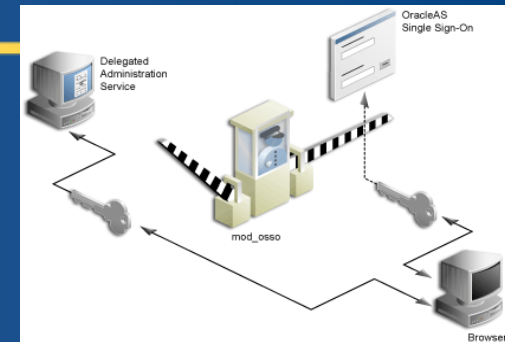 OracleAS
Single Sign-On
Delegated
Administration
Service
mod_osso
Browser